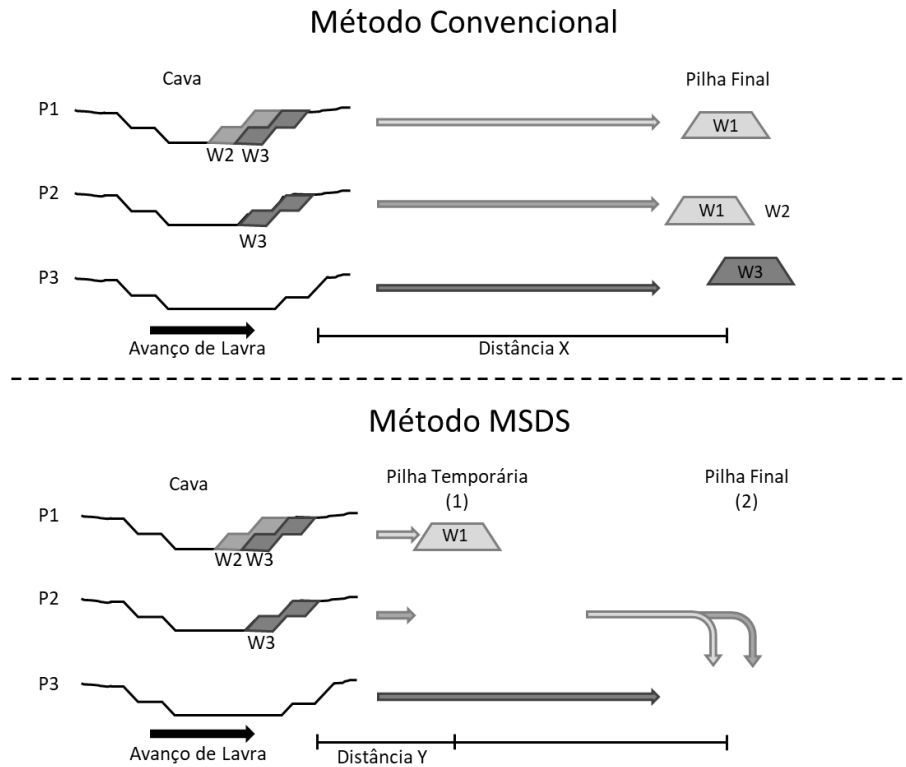 Método Convencional
Cava
Pilha Final
P1
W1
W2 W3
P2
W1 W2
W3
P3
W3
Avanço de Lavra
Distância X
Método MSDS
Pilha Temporária
(1)
Pilha Final
(2)
Cava
P1
W1
W2 W3
P2
W3
P3
Avanço de Lavra
Distância Y